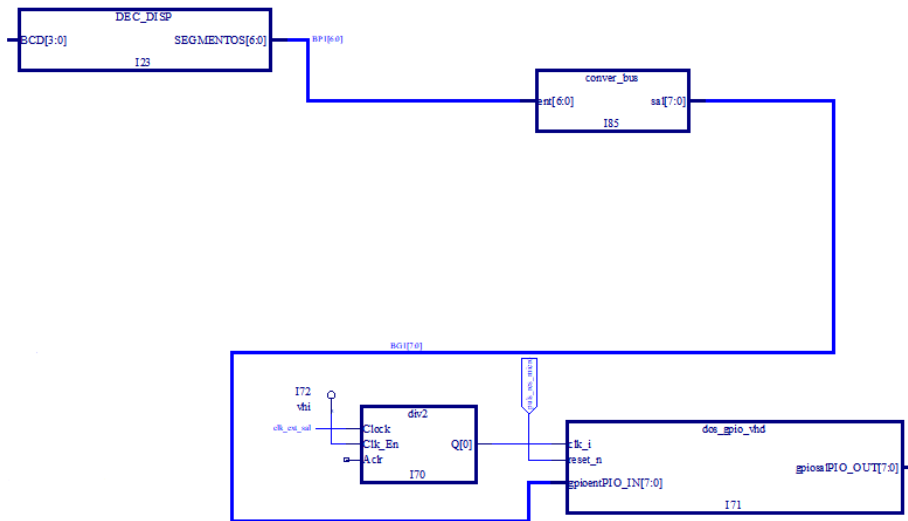 DEC_DISP
BCD[3:0]
SEGMENTOS[6:0]
I23
BP1[6:0]
conver_bus
ent[6:0]
sal[7:0]
I85
BG1[7:0]
I72
vhi
clk_ext_sal
div2
Clock
Clk_En
Aclr
Q[0]
I70
dos_gpio_vhd
clk_i
reset_n
gpioentPIO_IN[7:0]
gpiosalPIO_OUT[7:0]
I71